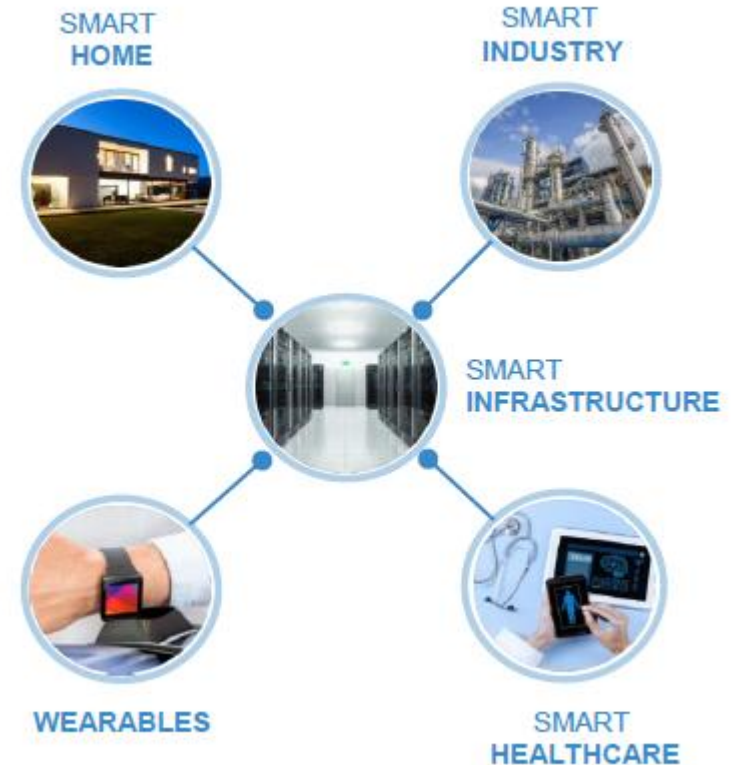 SMART
HOME
SMART
INDUSTRY
SMART
INFRASTRUCTURE
WEARABLES
SMART
HEALTHCARE